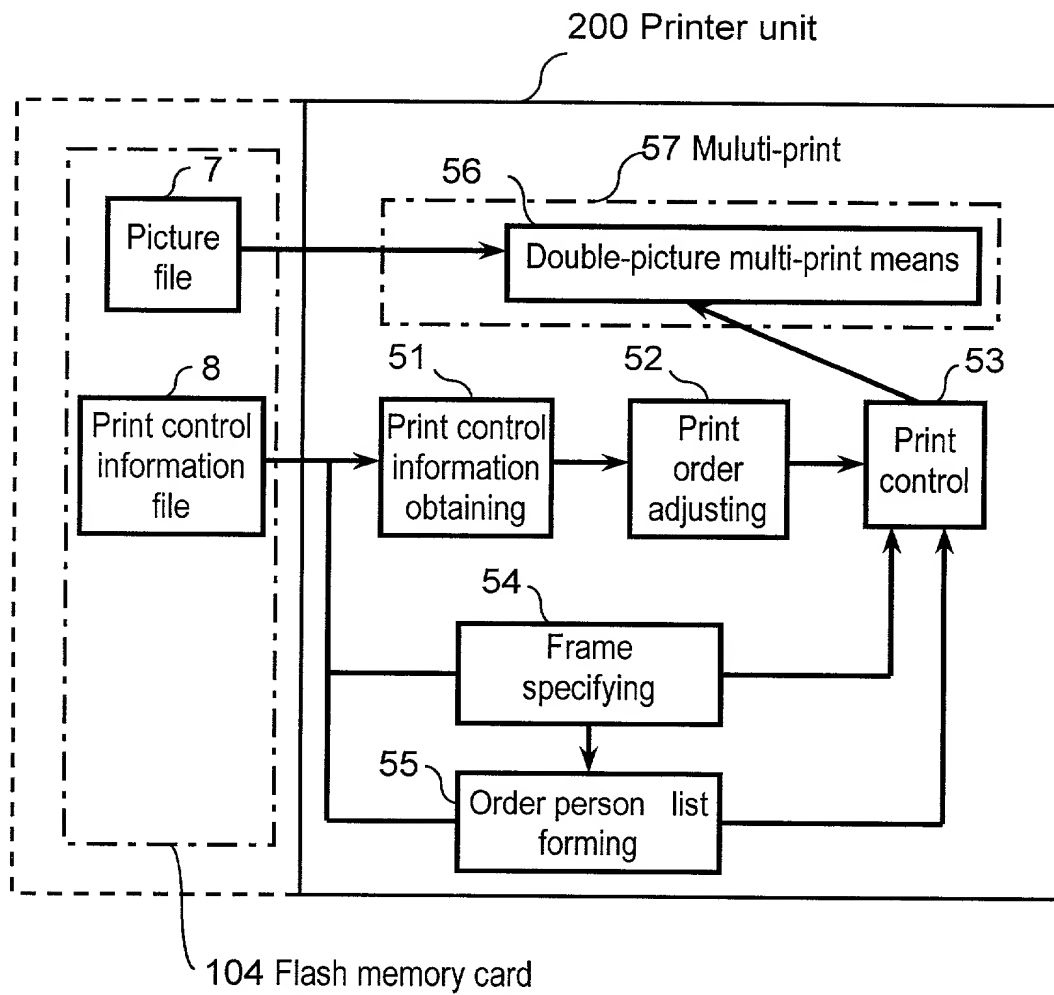 200 Printer unit
57 Muluti-print
7
56
Picture
file
Double-picture multi-print means
8
51
52
53
Print control
information
file
Print control
information
obtaining
Print
order
adjusting
Print
control
54
Frame
specifying
55
Order person list
forming
104 Flash memory card